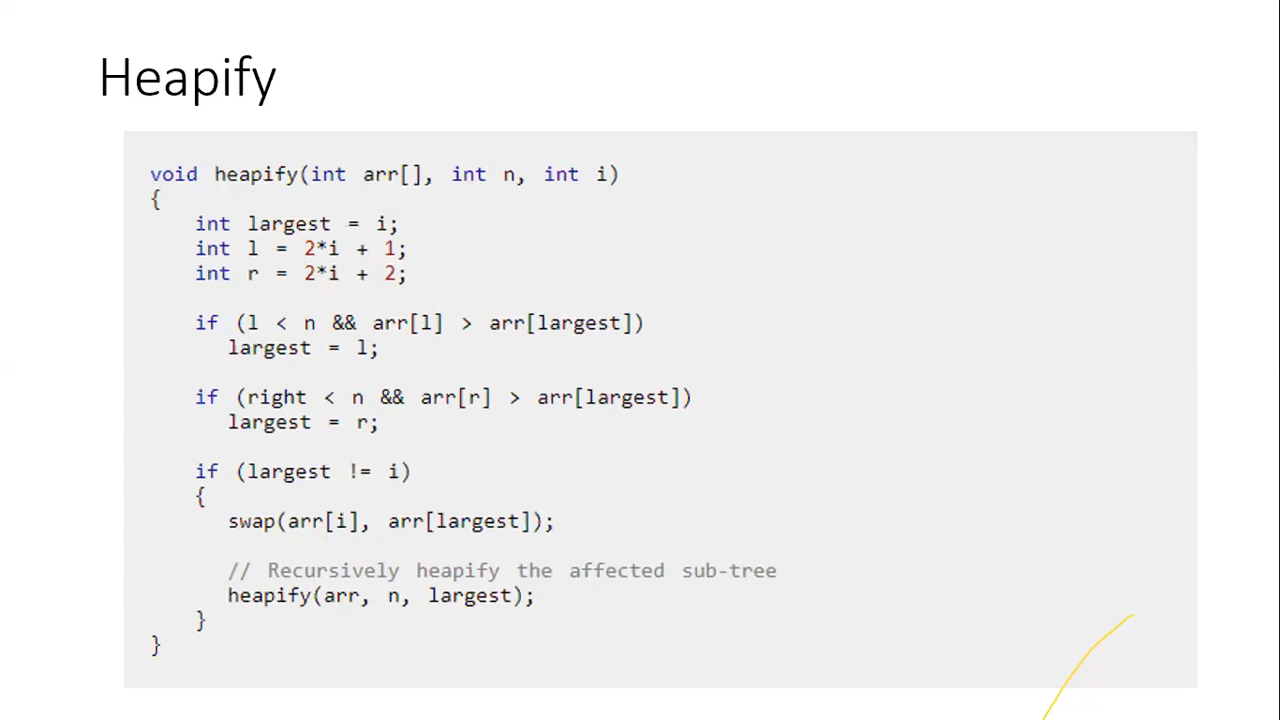 Heapify
void heapify(int arr[], int n, int i)
{
int largest = i;
int l = 2*i + 1;
int r = 2*i + 2;
if (l < n && arr[l] > arr[largest])
largest = l;
if (right < n && arr[r] > arr[largest])
largest = r;
if (largest != i)
{
swap(arr[i], arr[largest]);
// Recursively heapify the affected sub-tree
heapify(arr, n, largest);
}
}